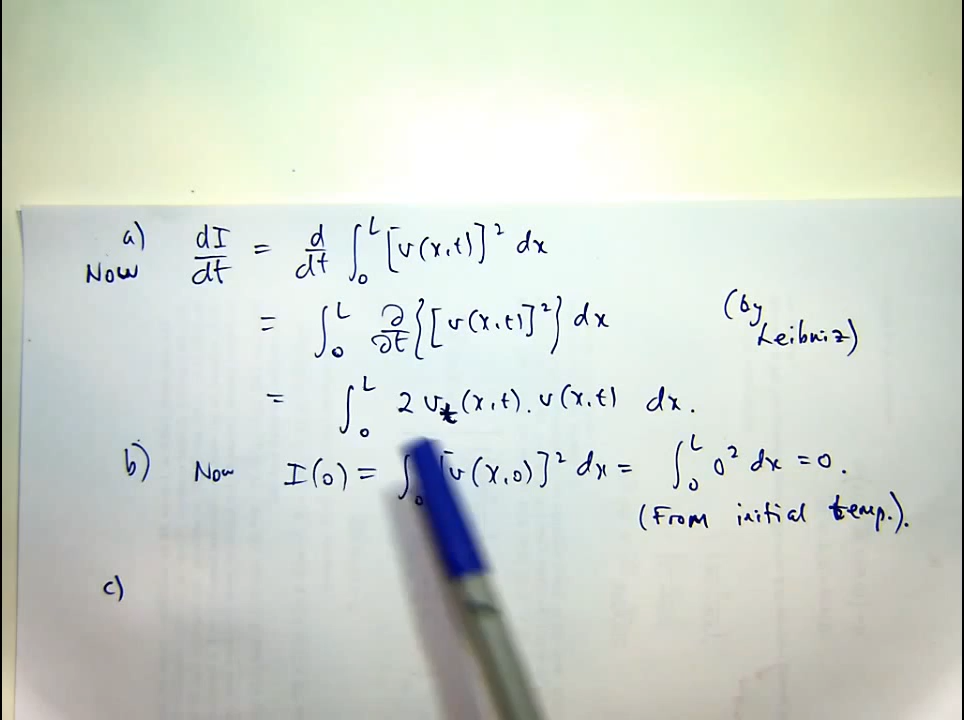 a) dI/dt = d/dt ∫₀ᴸ [v(x,t)]² dx
Now
= ∫₀ᴸ ∂/∂t {[v(x,t)]²} dx (by Leibniz)
= ∫₀ᴸ 2 vₜ(x,t). v(x,t) dx.
b) Now I(0) = ∫₀ [v(x,0)]² dx = ∫₀ᴸ 0² dx = 0.
(From initial temp.).
c)